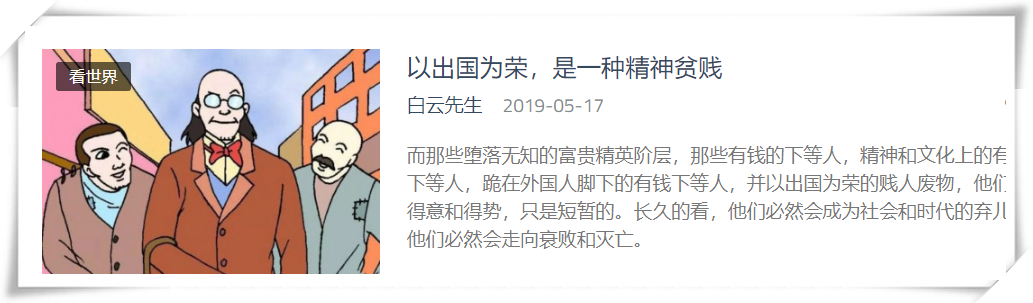 看世界
以出国为荣，是一种精神贫贱
白云先生 2019-05-17
而那些堕落无知的富贵精英阶层，那些有钱的下等人，精神和文化上的有
下等人，跪在外国人脚下的有钱下等人，并以出国为荣的贱人废物，他们
得意和得势，只是短暂的。长久的看，他们必然会成为社会和时代的弃儿
他们必然会走向衰败和灭亡。